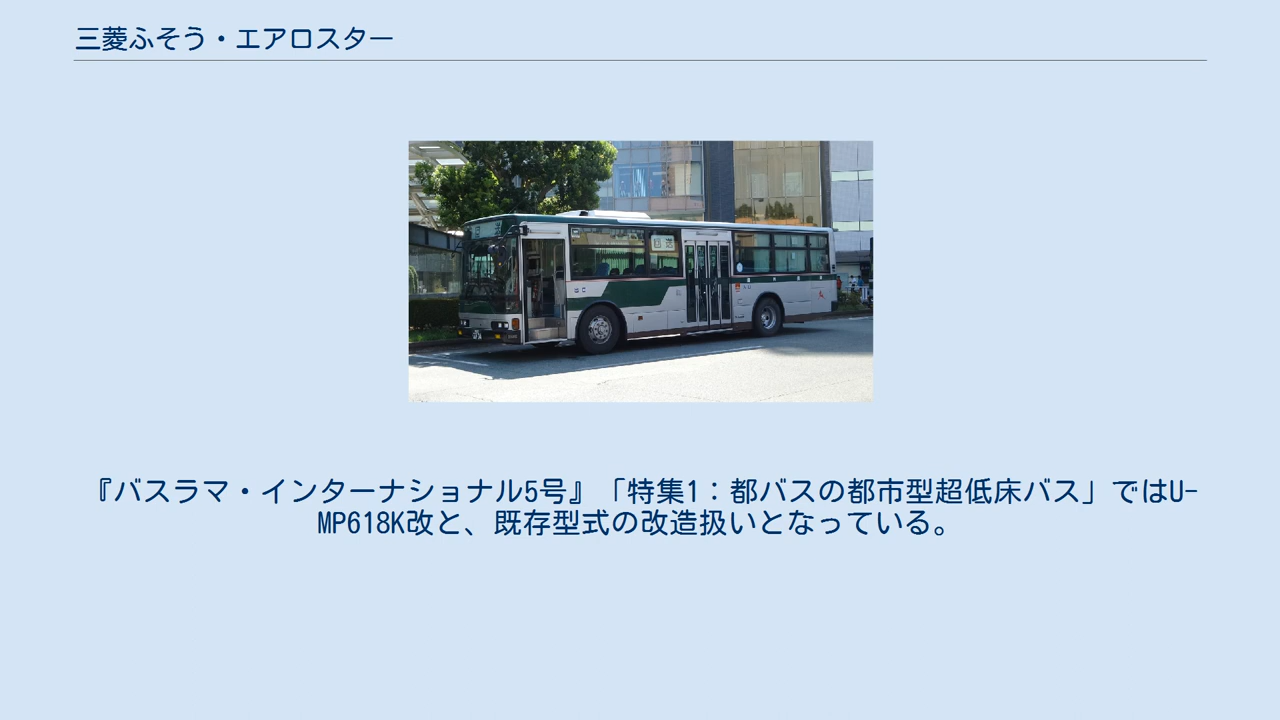 三菱ふそう・エアロスター
回送
『バスラマ・インターナショナル5号』「特集1：都バスの都市型超低床バス」ではU-
MP618K改と、既存型式の改造扱いとなっている。